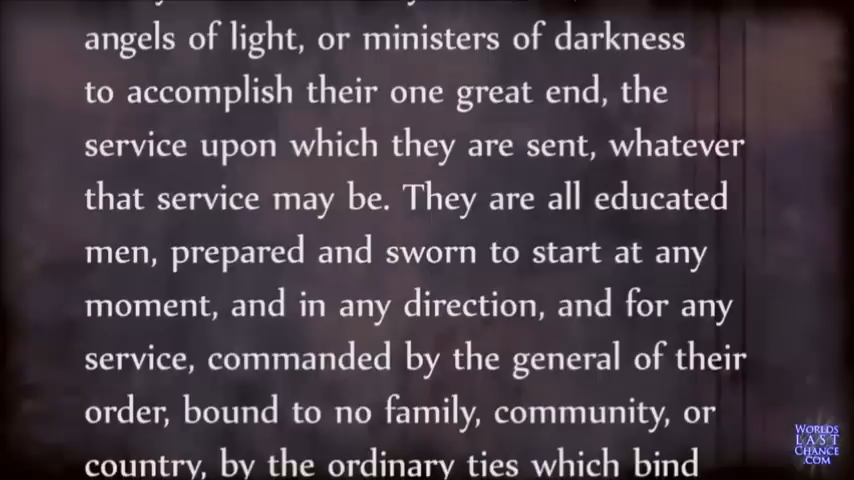 angels of light, or ministers of darkness
to accomplish their one great end, the
service upon which they are sent, whatever
that service may be. They are all educated
men, prepared and sworn to start at any
moment, and in any direction, and for any
service, commanded by the general of their
order, bound to no family, community, or
country, by the ordinary ties which bind
WORLDS
LAST
CHANCE
.COM